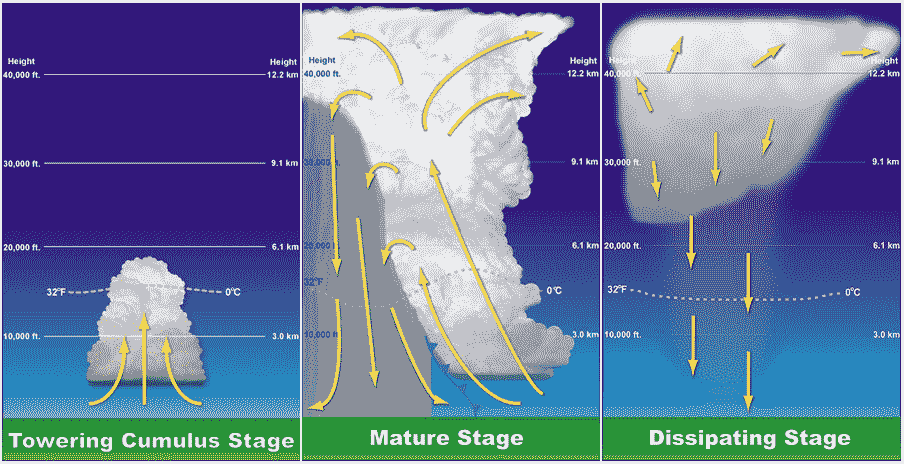 Height Height
40,000 ft. 12.2 km
30,000 ft. 9.1 km
20,000 ft. 6.1 km
32°F 0°C
10,000 ft. 3.0 km
Towering Cumulus Stage
Height Height
40,000 ft. 12.2 km
30,000 ft. 9.1 km
20,000 ft. 6.1 km
32°F 0°C
10,000 ft. 3.0 km
Mature Stage
Height Height
40,000 ft. 12.2 km
30,000 ft. 9.1 km
20,000 ft. 6.1 km
32°F 0°C
10,000 ft. 3.0 km
Dissipating Stage